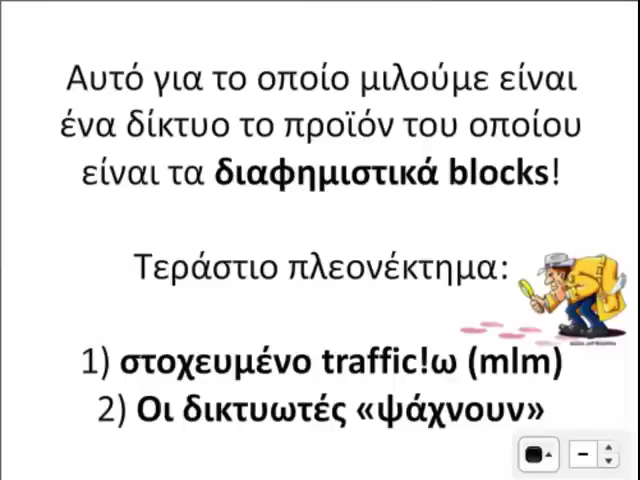 Αυτό για το οποίο μιλούμε είναι
ένα δίκτυο το προϊόν του οποίου
είναι τα διαφημιστικά blocks!
Τεράστιο πλεονέκτημα:
1) στοχευμένο traffic!ω (mlm)
2) Οι δικτυωτές «ψάχνουν»